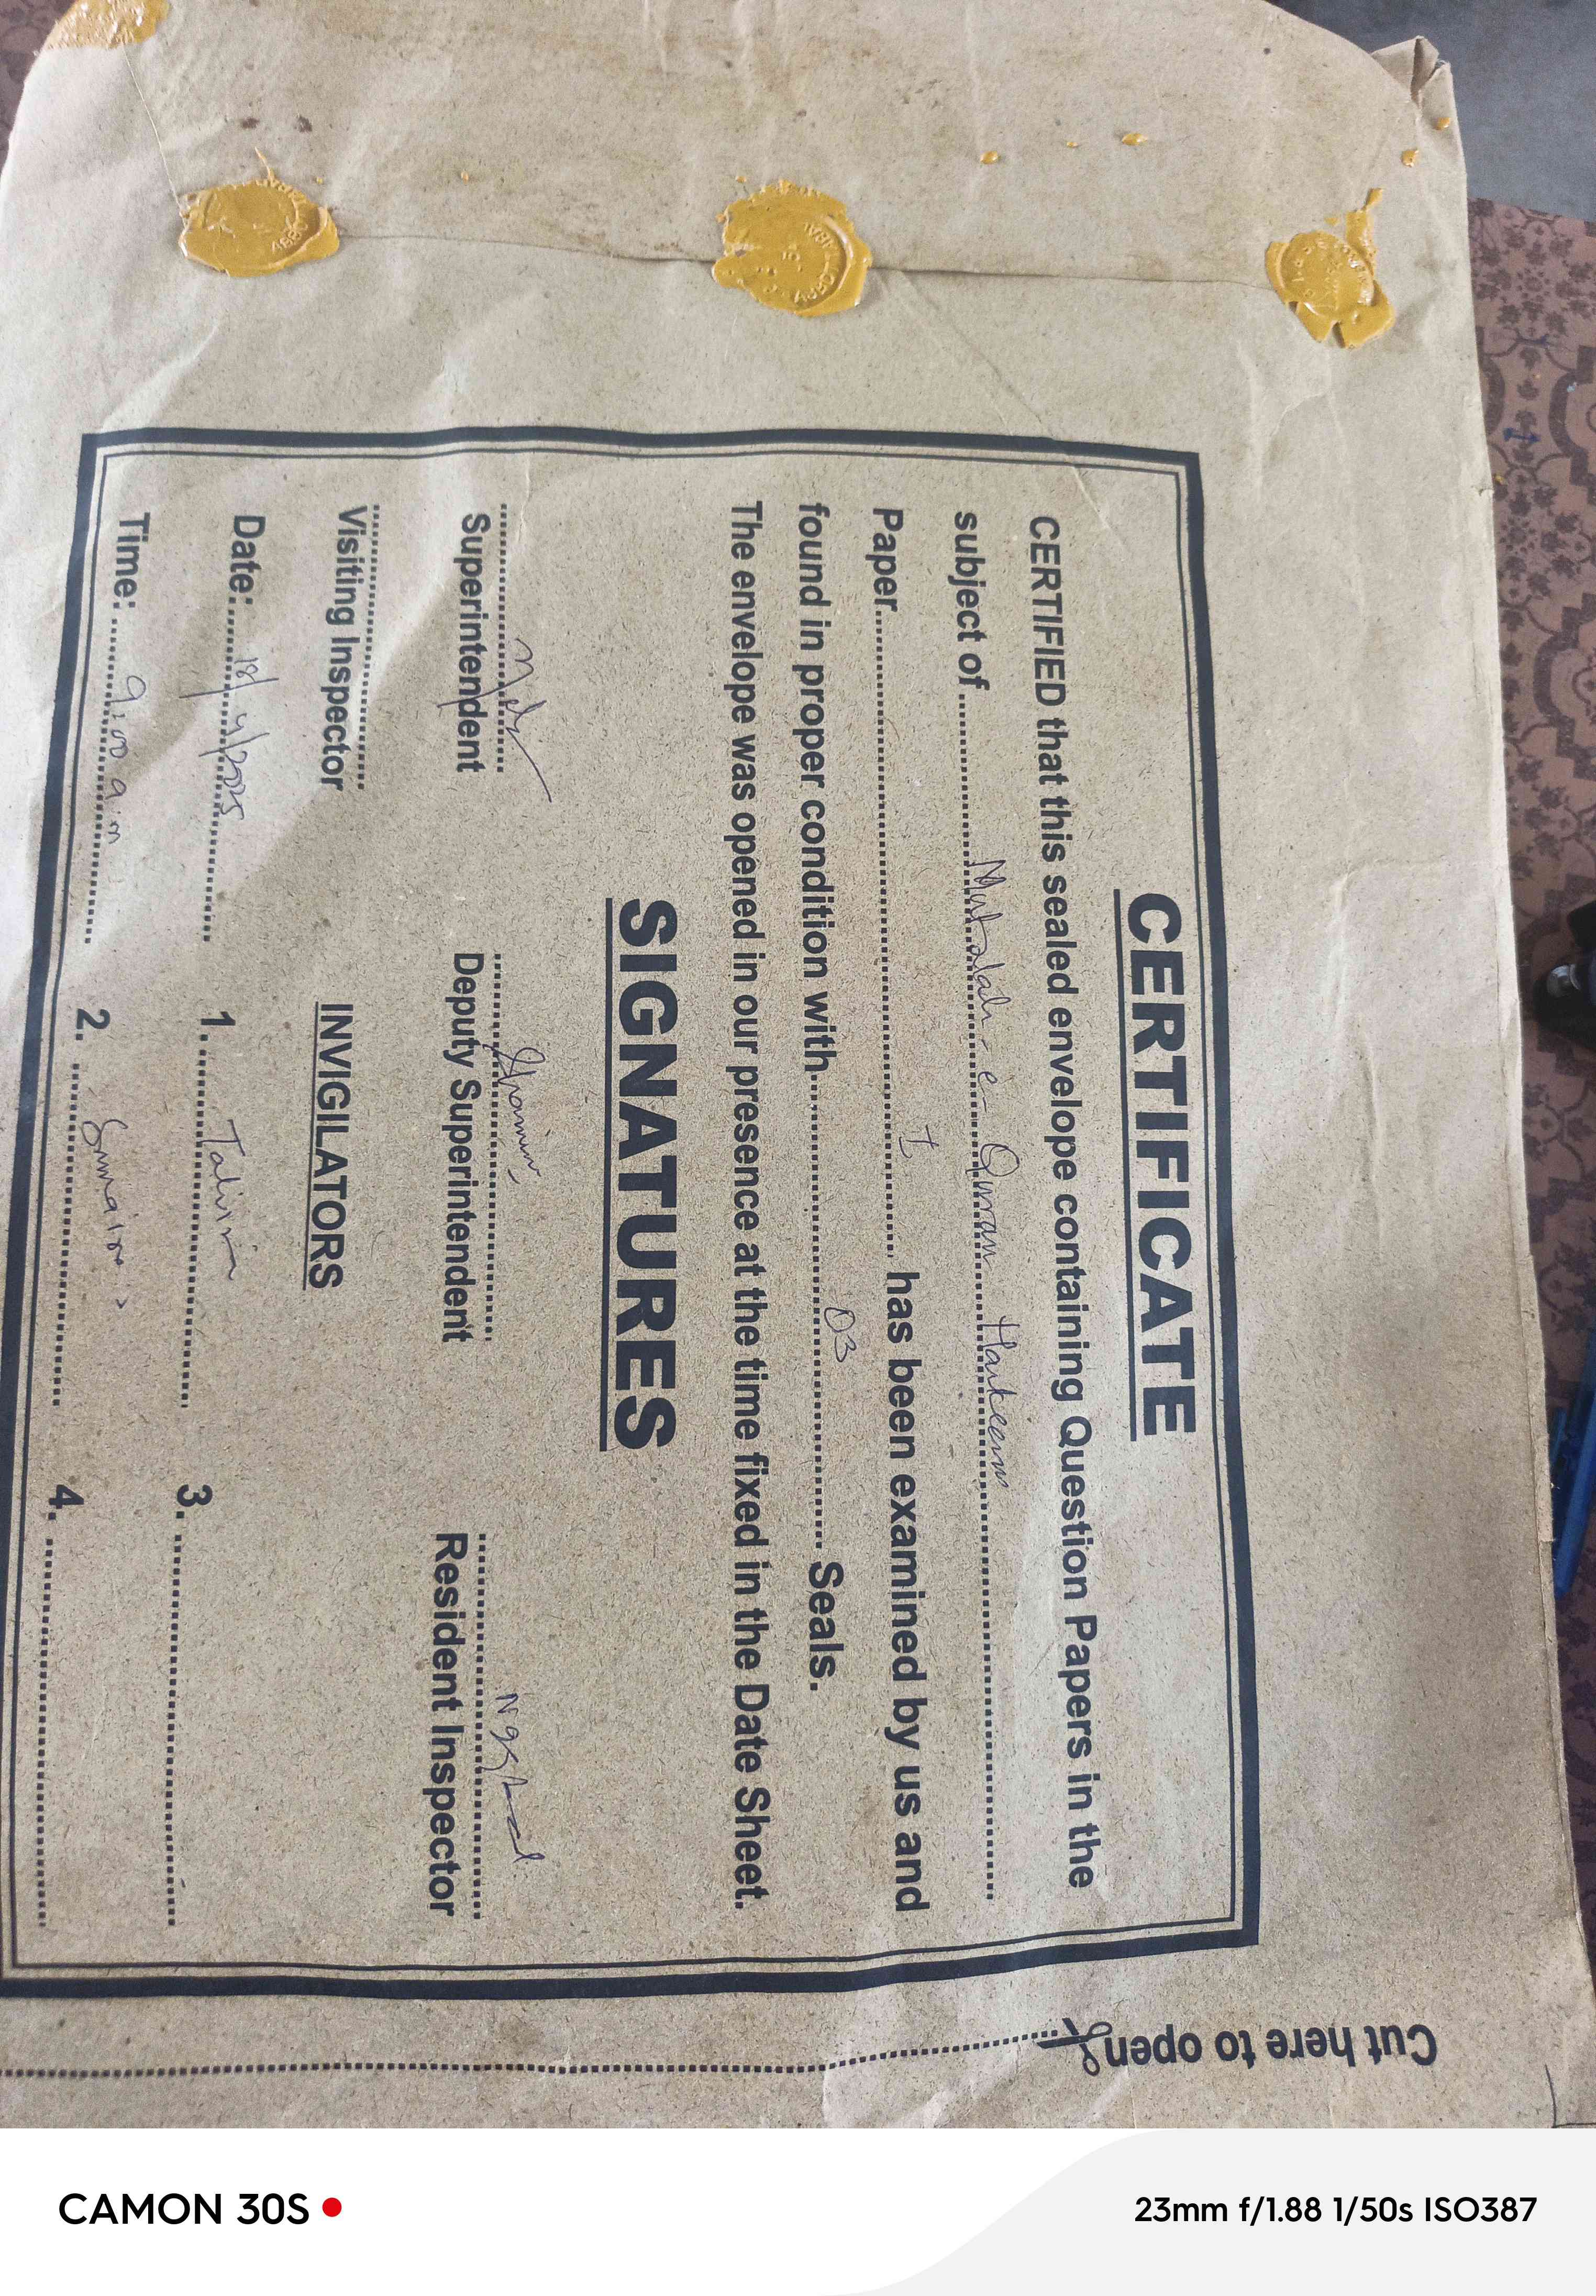 CERTIFICATE
CERTIFIED that this sealed envelope containing Question Papers in the
subject of Mutalah-e-Quran Hakeem
Paper I has been examined by us and
found in proper condition with 03 Seals.
The envelope was opened in our presence at the time fixed in the Date Sheet.
SIGNATURES
Superintendent Deputy Superintendent Resident Inspector
Visiting Inspector INVIGILATORS
Date: 18/4/2025 1. 3.
Time: 9:00 a.m 2. 4.
Cut here to open
CAMON 30S
23mm f/1.88 1/50s ISO387